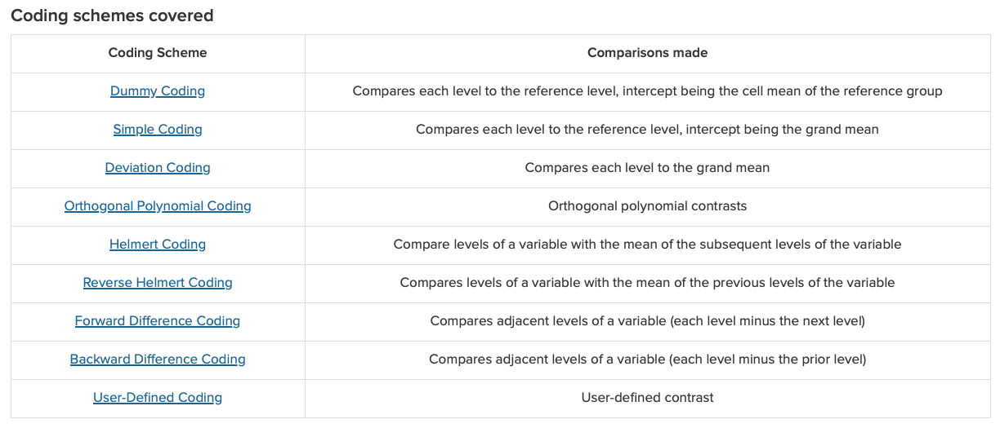 Coding schemes covered
Coding Scheme Comparisons made
Dummy Coding Compares each level to the reference level, intercept being the cell mean of the reference group
Simple Coding Compares each level to the reference level, intercept being the grand mean
Deviation Coding Compares each level to the grand mean
Orthogonal Polynomial Coding Orthogonal polynomial contrasts
Helmert Coding Compare levels of a variable with the mean of the subsequent levels of the variable
Reverse Helmert Coding Compares levels of a variable with the mean of the previous levels of the variable
Forward Difference Coding Compares adjacent levels of a variable (each level minus the next level)
Backward Difference Coding Compares adjacent levels of a variable (each level minus the prior level)
User-Defined Coding User-defined contrast